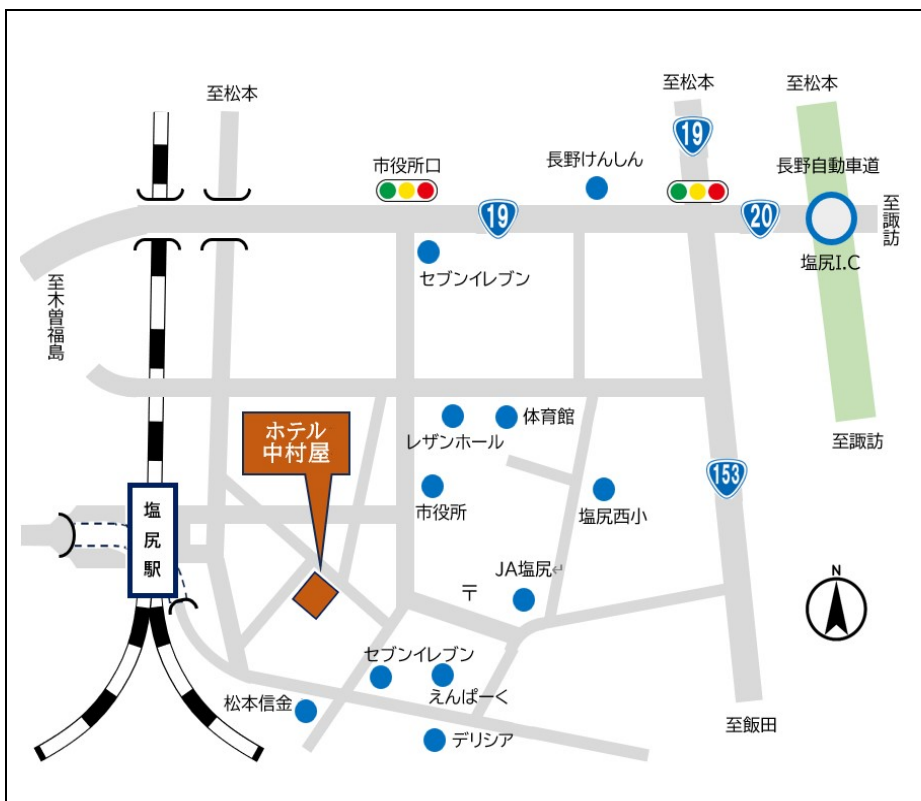 至松本
至松本
至松本
19
市役所口
長野けんしん
長野自動車道
至諏訪
19
20
塩尻I.C
セブンイレブン
至木曽福島
ホテル
中村屋
レザンホール
体育館
至諏訪
153
塩尻駅
市役所
塩尻西小
JA塩尻↵
〒
N
セブンイレブン
えんぱーく
松本信金
デリシア
至飯田